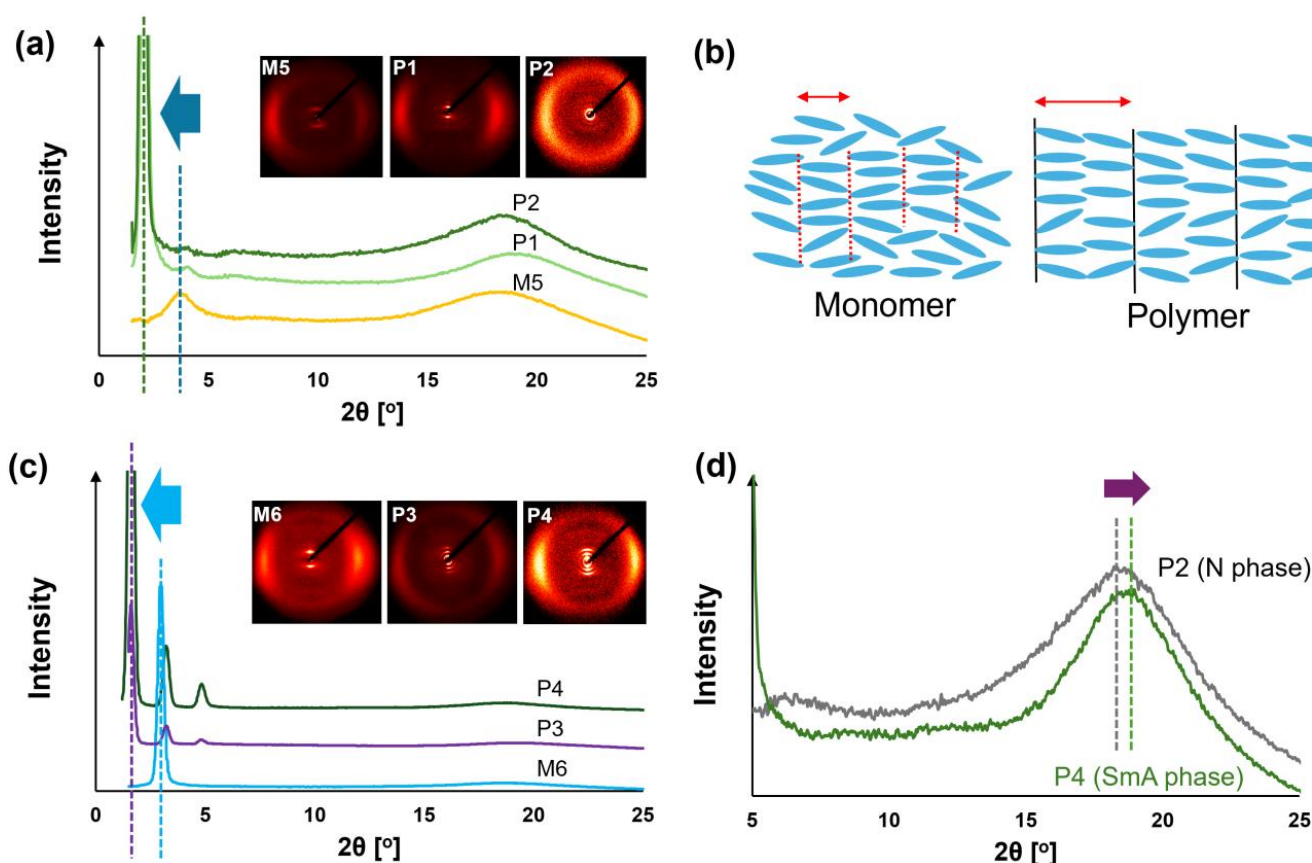 (a)
Intensity
M5
P1
P2
P2
P1
M5
0 5 10 15 20 25
2θ [o]
(b)
Monomer
Polymer
(c)
Intensity
M6
P3
P4
P4
P3
M6
0 5 10 15 20 25
2θ [o]
(d)
Intensity
P2 (N phase)
P4 (SmA phase)
5 10 15 20 25
2θ [o]